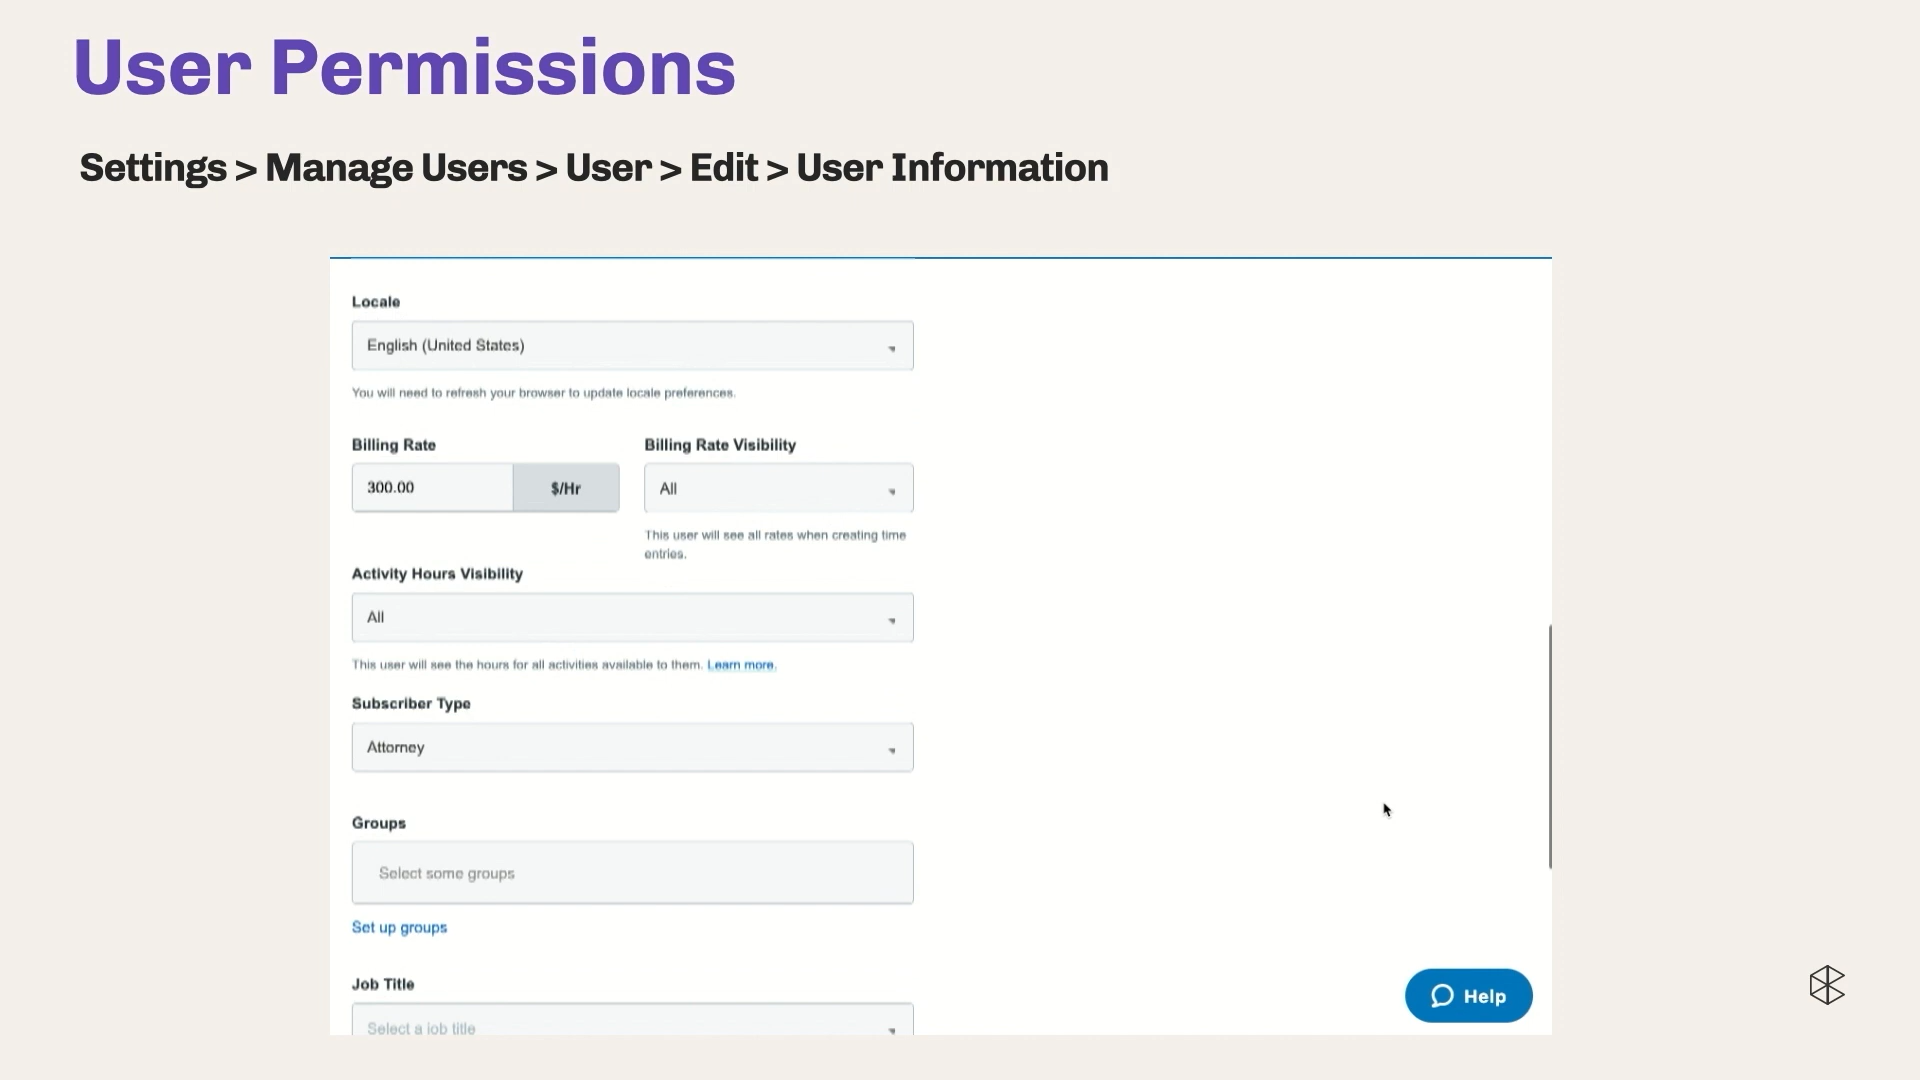 User Permissions
Settings > Manage Users > User > Edit > User Information
Locale
English (United States)
You will need to refresh your browser to update locale preferences.
Billing Rate
Billing Rate Visibility
300.00
$/Hr
All
This user will see all rates when creating time
entries.
Activity Hours Visibility
All
This user will see the hours for all activities available to them. Learn more.
Subscriber Type
Attorney
Groups
Select some groups
Set up groups
Job Title
Select a job title
Help